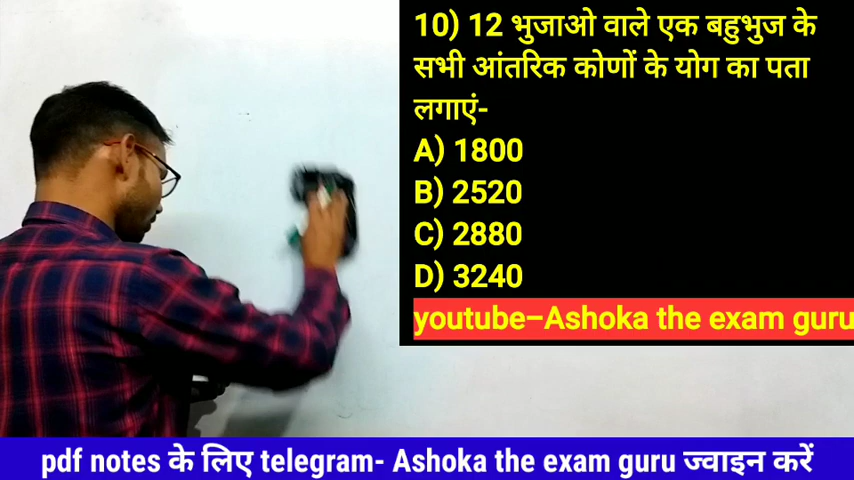 10) 12 भुजाओ वाले एक बहुभुज के
सभी आंतरिक कोणों के योग का पता
लगाएं-
A) 1800
B) 2520
C) 2880
D) 3240
youtube–Ashoka the exam guru
pdf notes के लिए telegram- Ashoka the exam guru ज्वाइन करें